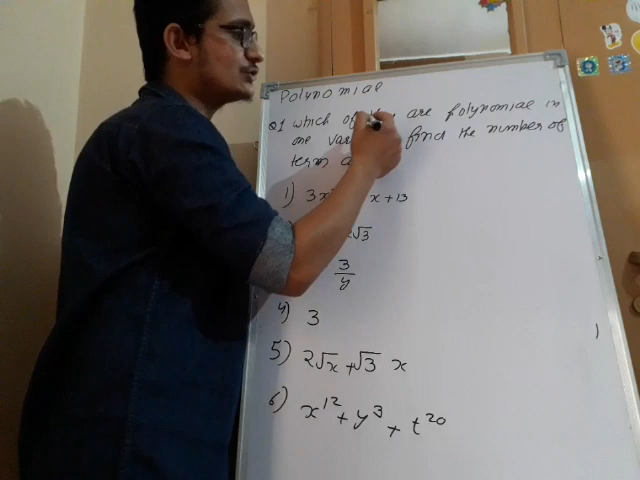 Polynomial
Q1 which of are polynomial in
one find the number of
term
1) 3x x + 13
√3
3/y
4) 3
5) 2√x + √3 x
6) x¹² + y³ + t²⁰